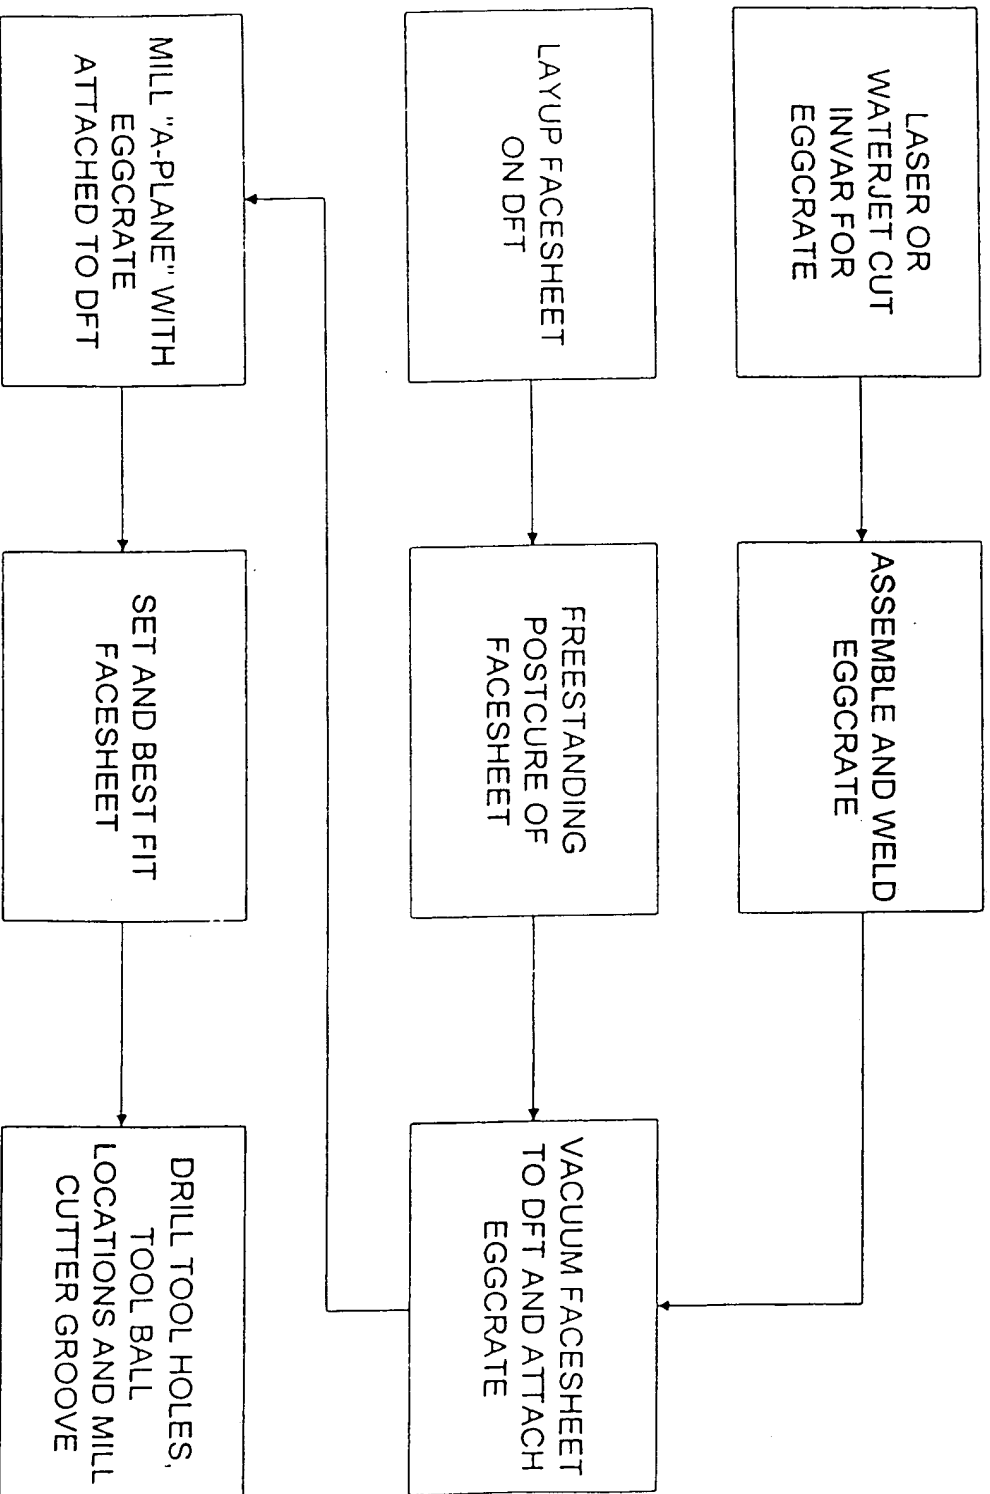 LASER OR
WATERJET CUT
INVAR FOR
EGGCRATE
ASSEMBLE AND WELD
EGGCRATE
LAYUP FACESHEET
ON DFT
FREESTANDING
POSTCURE OF
FACESHEET
VACUUM FACESHEET
TO DFT AND ATTACH
EGGCRATE
MILL "A-PLANE" WITH
EGGCRATE
ATTACHED TO DFT
SET AND BEST FIT
FACESHEET
DRILL TOOL HOLES,
TOOL BALL
LOCATIONS AND MILL
CUTTER GROOVE